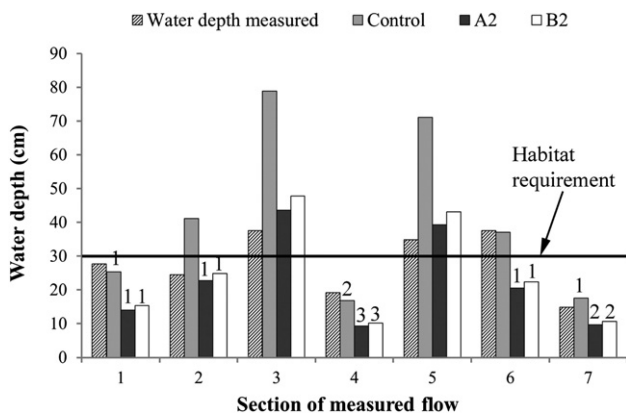 Water depth measured Control A2 B2
90
80
70
60
50
40
30
20
10
0
Water depth (cm)
Habitat
requirement
1 1 1
1 1
2 3 3
1 1
1 2 2
1 2 3 4 5 6 7
Section of measured flow